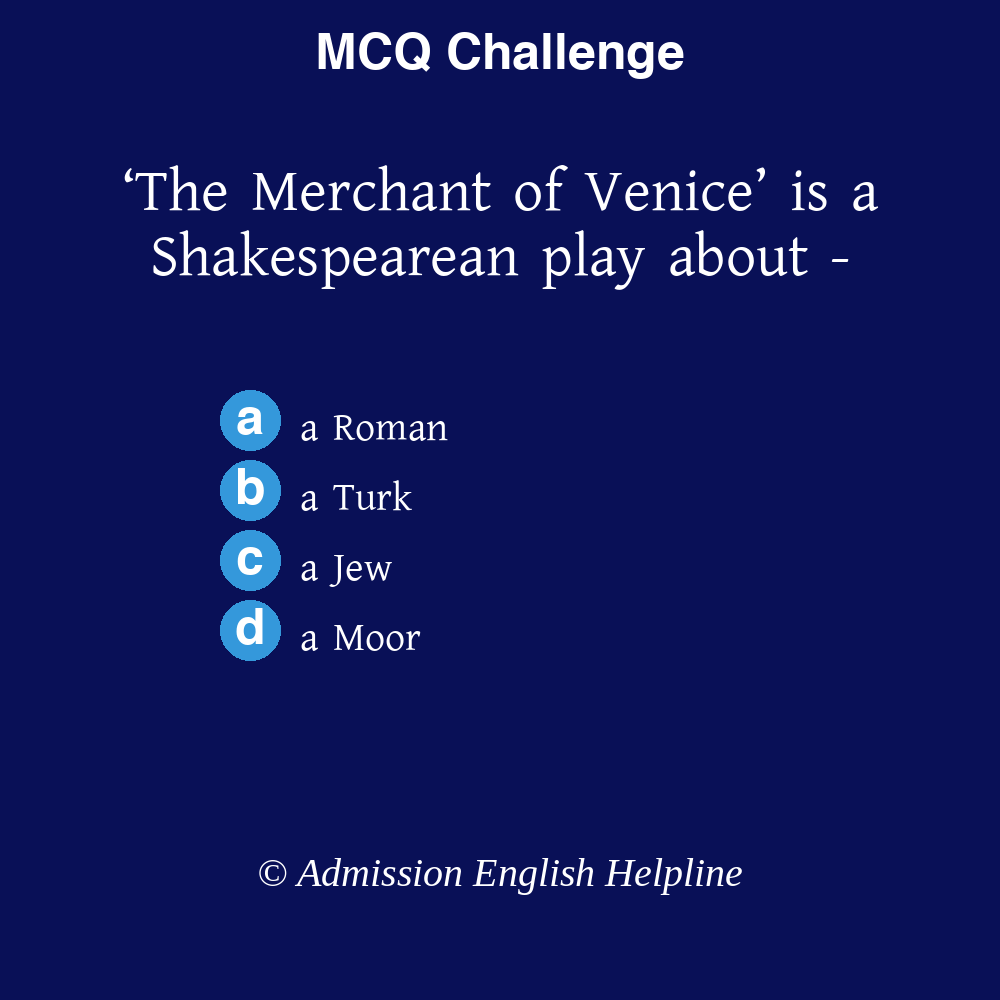 MCQ Challenge
‘The Merchant of Venice’ is a
Shakespearean play about -
a a Roman
b a Turk
c a Jew
d a Moor
© Admission English Helpline